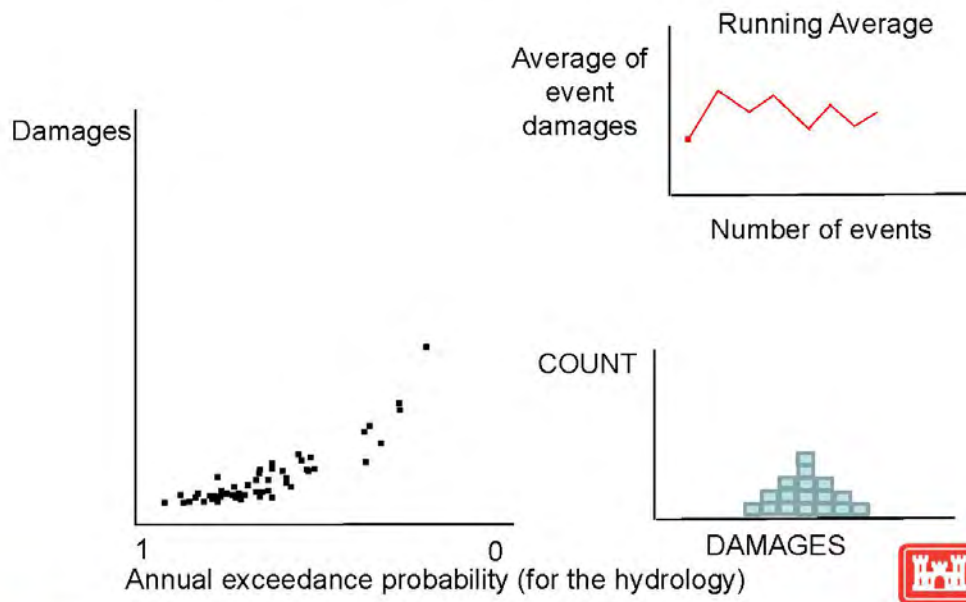 Damages
1
0
Annual exceedance probability (for the hydrology)
Running Average
Average of
event
damages
Number of events
COUNT
DAMAGES